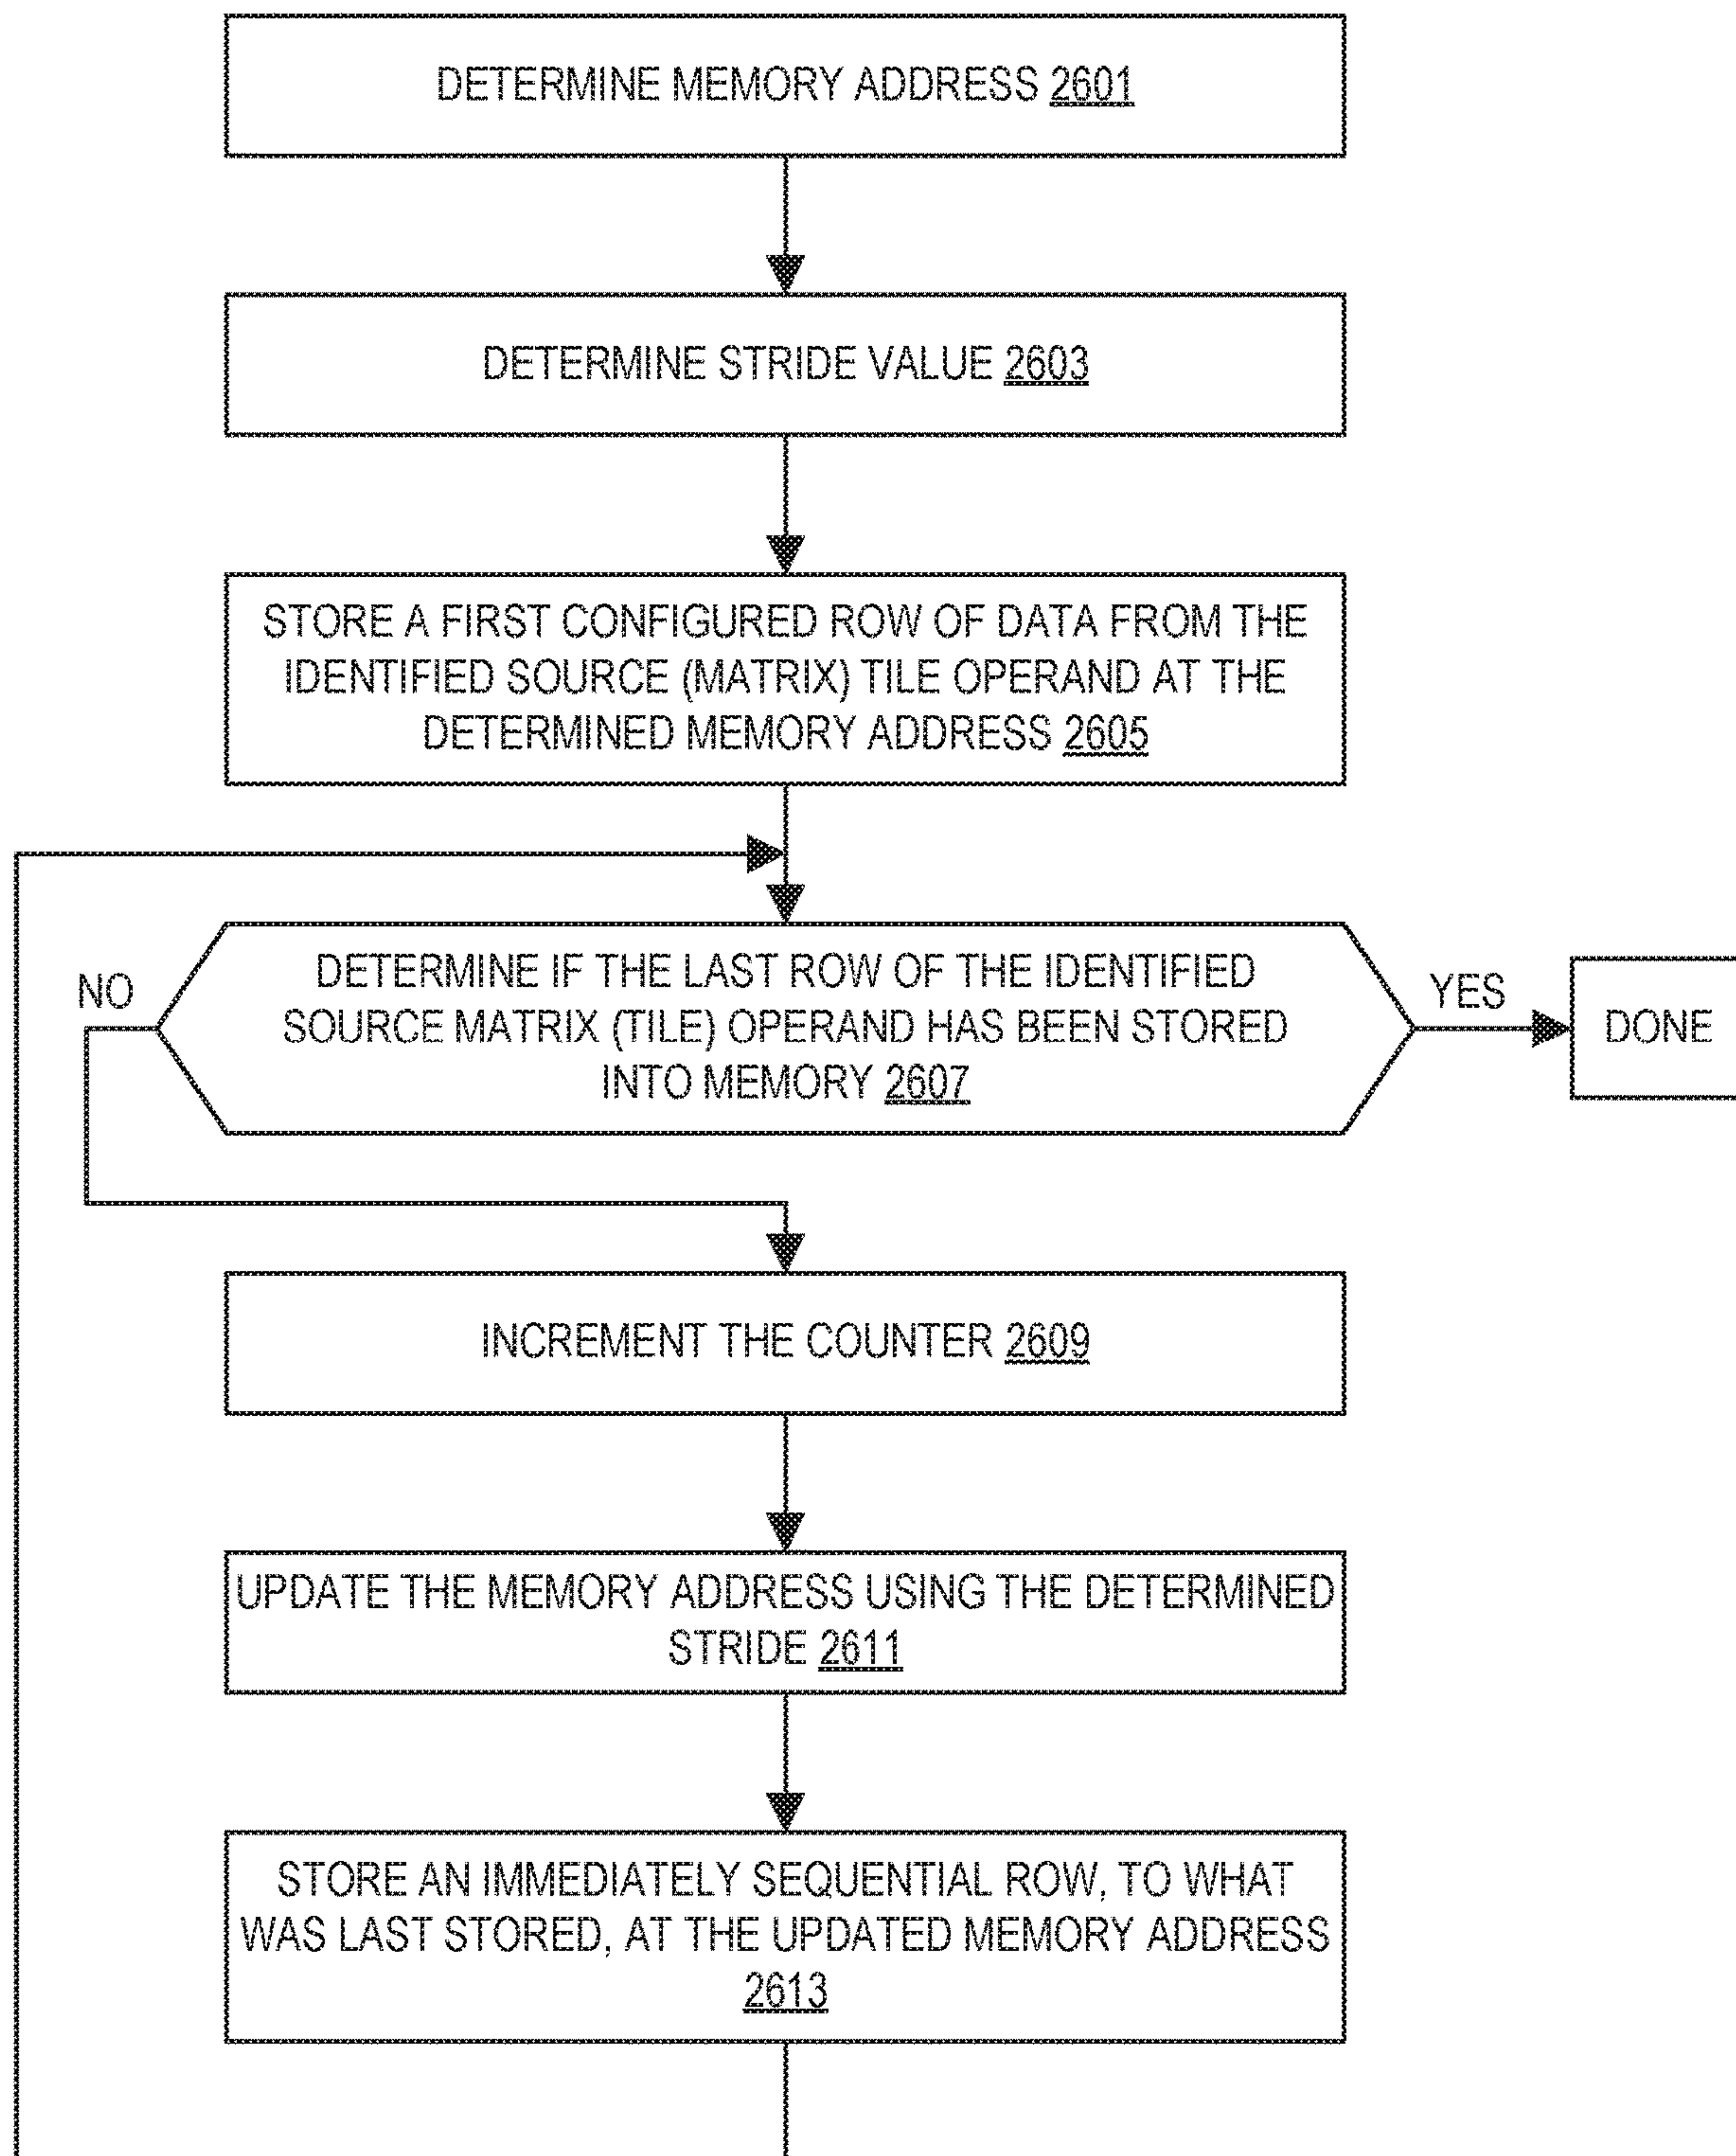 DETERMINE MEMORY ADDRESS 2601
DETERMINE STRIDE VALUE 2603
STORE A FIRST CONFIGURED ROW OF DATA FROM THE
IDENTIFIED SOURCE (MATRIX) TILE OPERAND AT THE
DETERMINED MEMORY ADDRESS 2605
NO
DETERMINE IF THE LAST ROW OF THE IDENTIFIED
SOURCE MATRIX (TILE) OPERAND HAS BEEN STORED
INTO MEMORY 2607
YES
DONE
INCREMENT THE COUNTER 2609
UPDATE THE MEMORY ADDRESS USING THE DETERMINED
STRIDE 2611
STORE AN IMMEDIATELY SEQUENTIAL ROW, TO WHAT
WAS LAST STORED, AT THE UPDATED MEMORY ADDRESS
2613